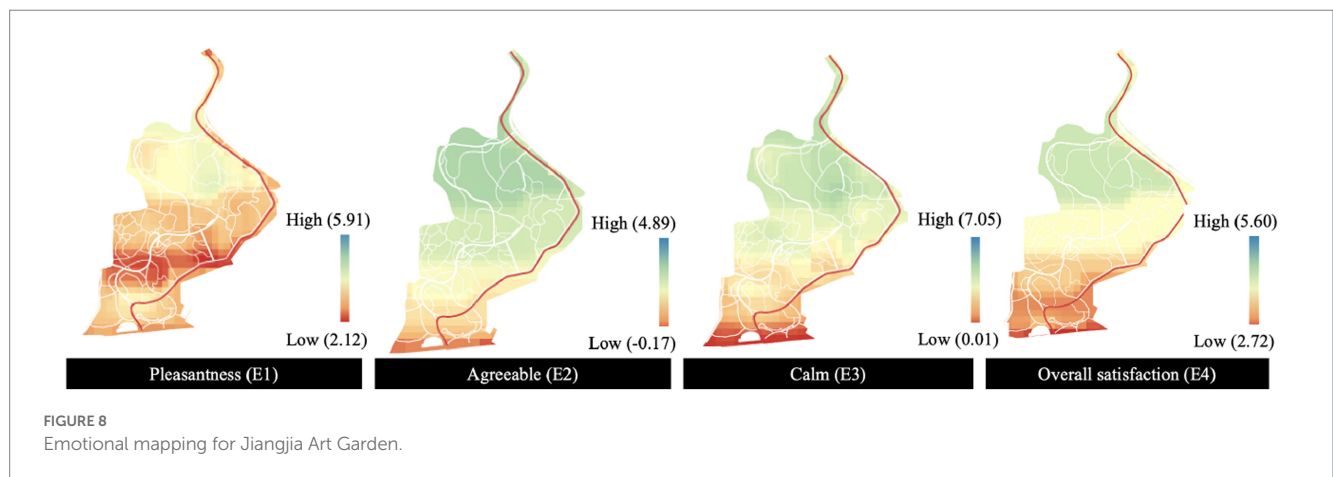 High (5.91)
Low (2.12)
Pleasantness (E1)
High (4.89)
Low (-0.17)
Agreeable (E2)
High (7.05)
Low (0.01)
Calm (E3)
High (5.60)
Low (2.72)
Overall satisfaction (E4)
FIGURE 8
Emotional mapping for Jiangjia Art Garden.